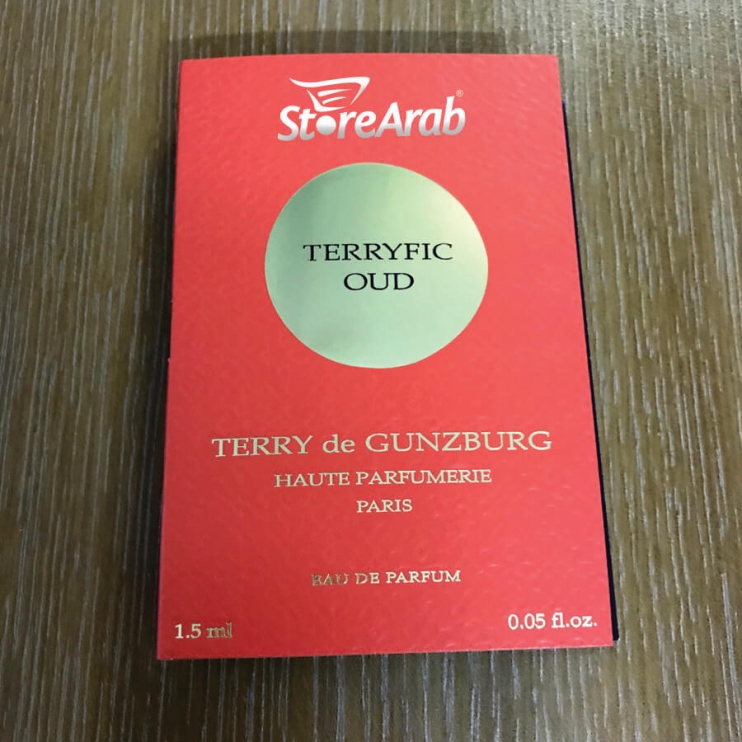 StoreArab®
TERRYFIC
OUD
TERRY de GUNZBURG
HAUTE PARFUMERIE
PARIS
EAU DE PARFUM
1.5 ml
0.05 fl.oz.